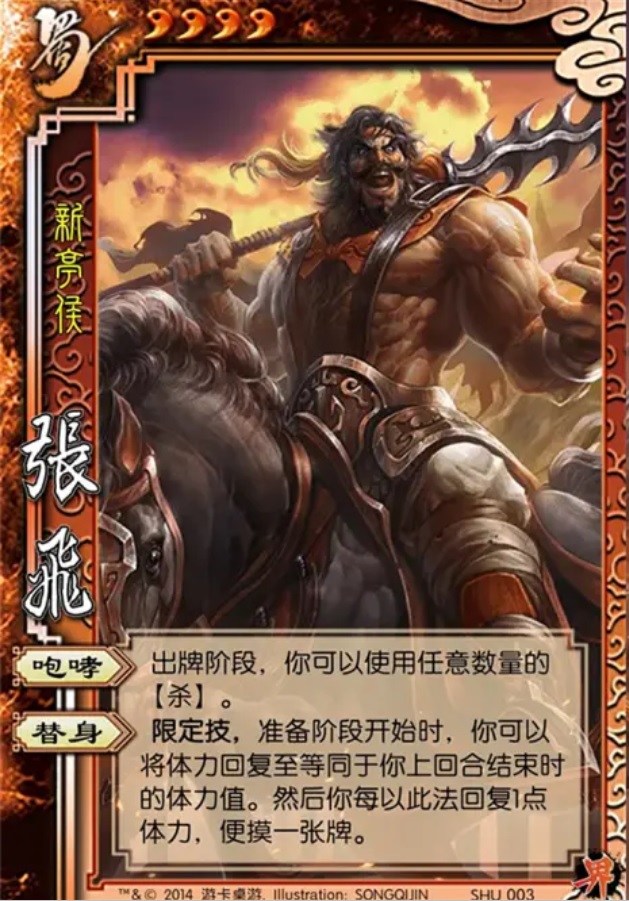 蜀
新亭侯
張飛
咆哮
出牌阶段，你可以使用任意数量的
【杀】。
替身
限定技，准备阶段开始时，你可以
将体力回复至等同于你上回合结束时
的体力值。然后你每以此法回复1点
体力，便摸一张牌。
™&© 2014 游卡桌游. Illustration: SONGQIJIN SHU 003
界